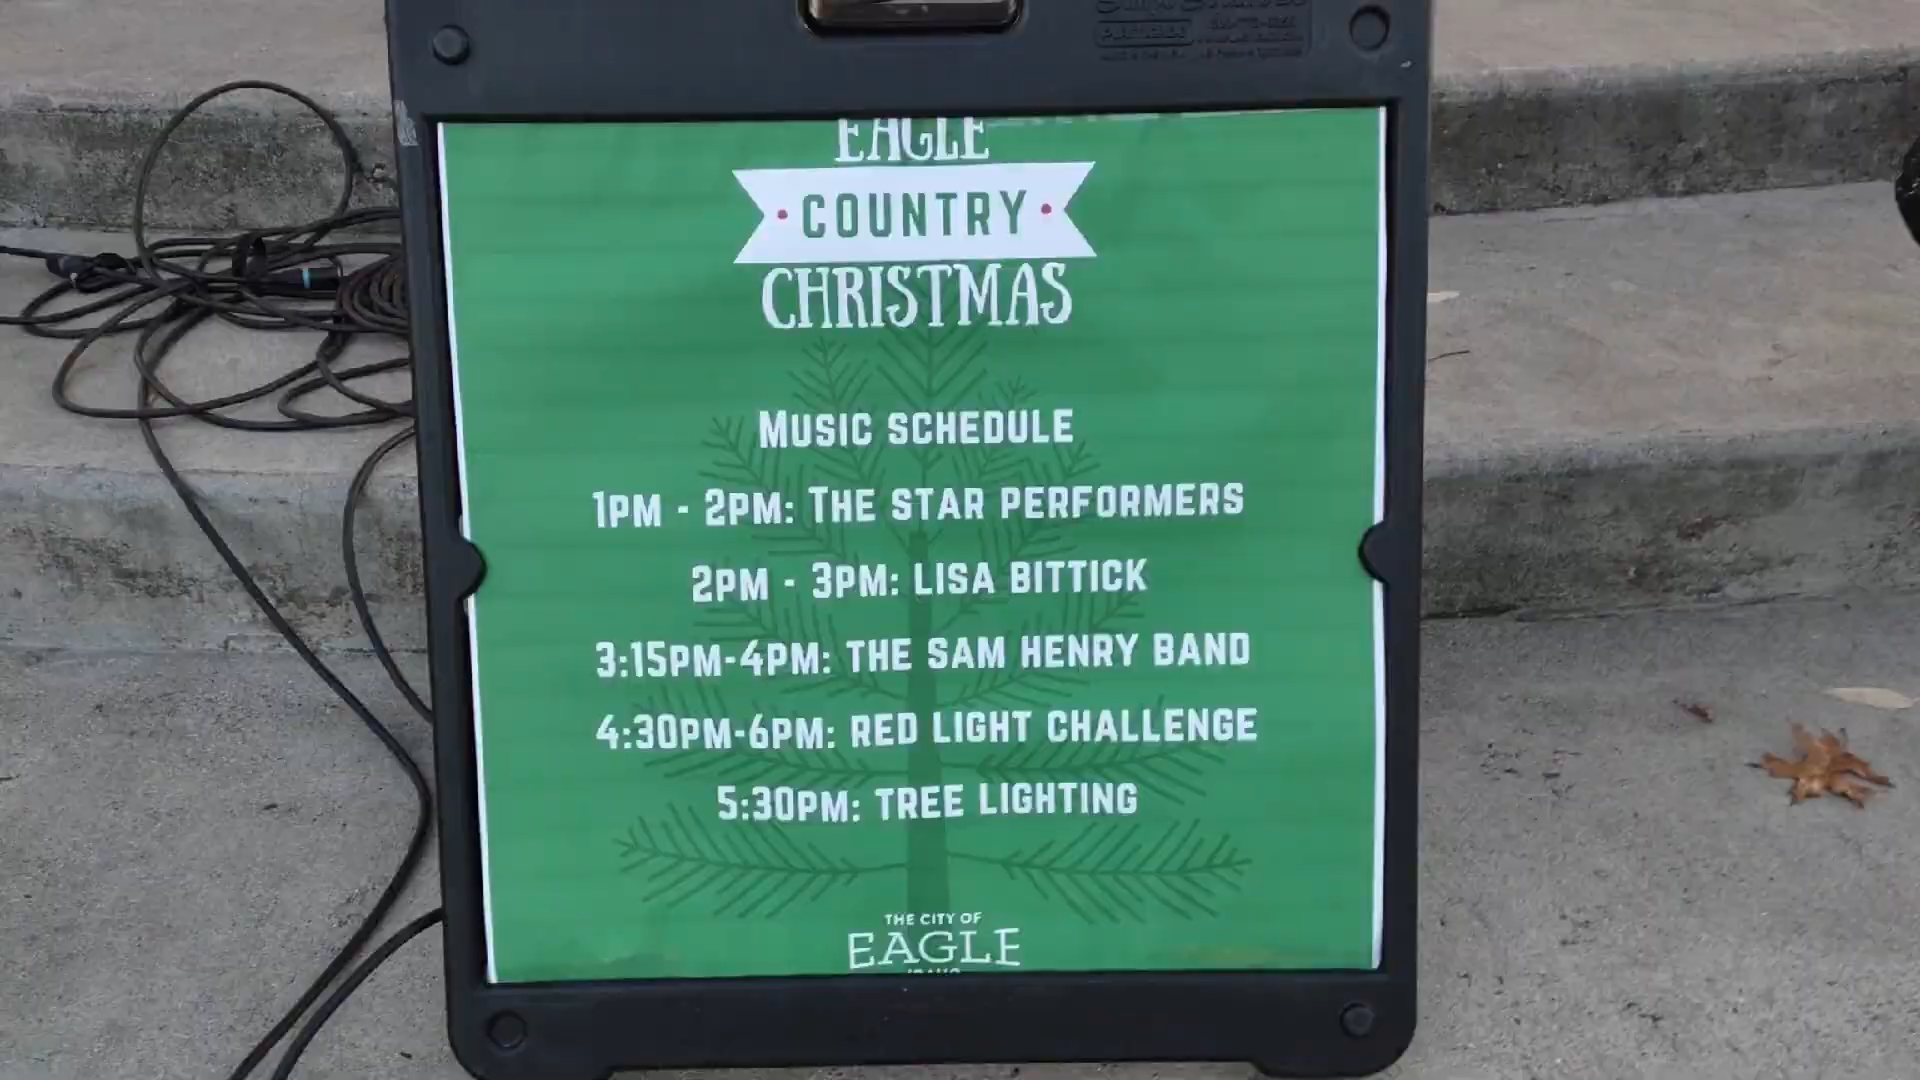 EAGLE
COUNTRY
CHRISTMAS
MUSIC SCHEDULE
1PM - 2PM: THE STAR PERFORMERS
2PM - 3PM: LISA BITTICK
3:15PM-4PM: THE SAM HENRY BAND
4:30PM-6PM: RED LIGHT CHALLENGE
5:30PM: TREE LIGHTING
THE CITY OF
EAGLE